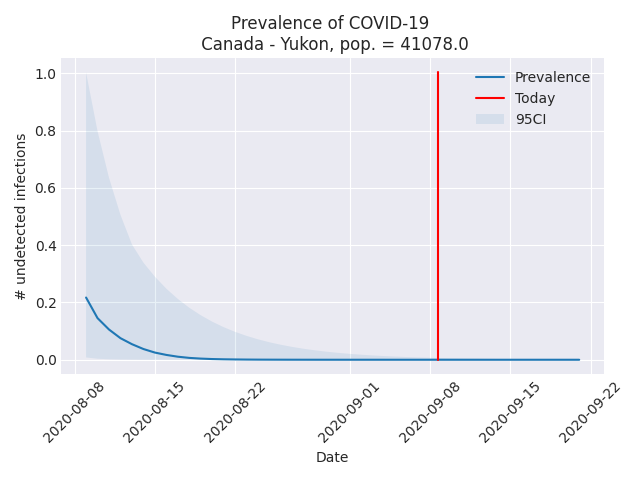 Prevalence of COVID-19
Canada - Yukon, pop. = 41078.0
1.0
0.8
0.6
0.4
0.2
0.0
# undetected infections
Prevalence
Today
95CI
2020-08-08
2020-08-15
2020-08-22
2020-09-01
2020-09-08
2020-09-15
2020-09-22
Date